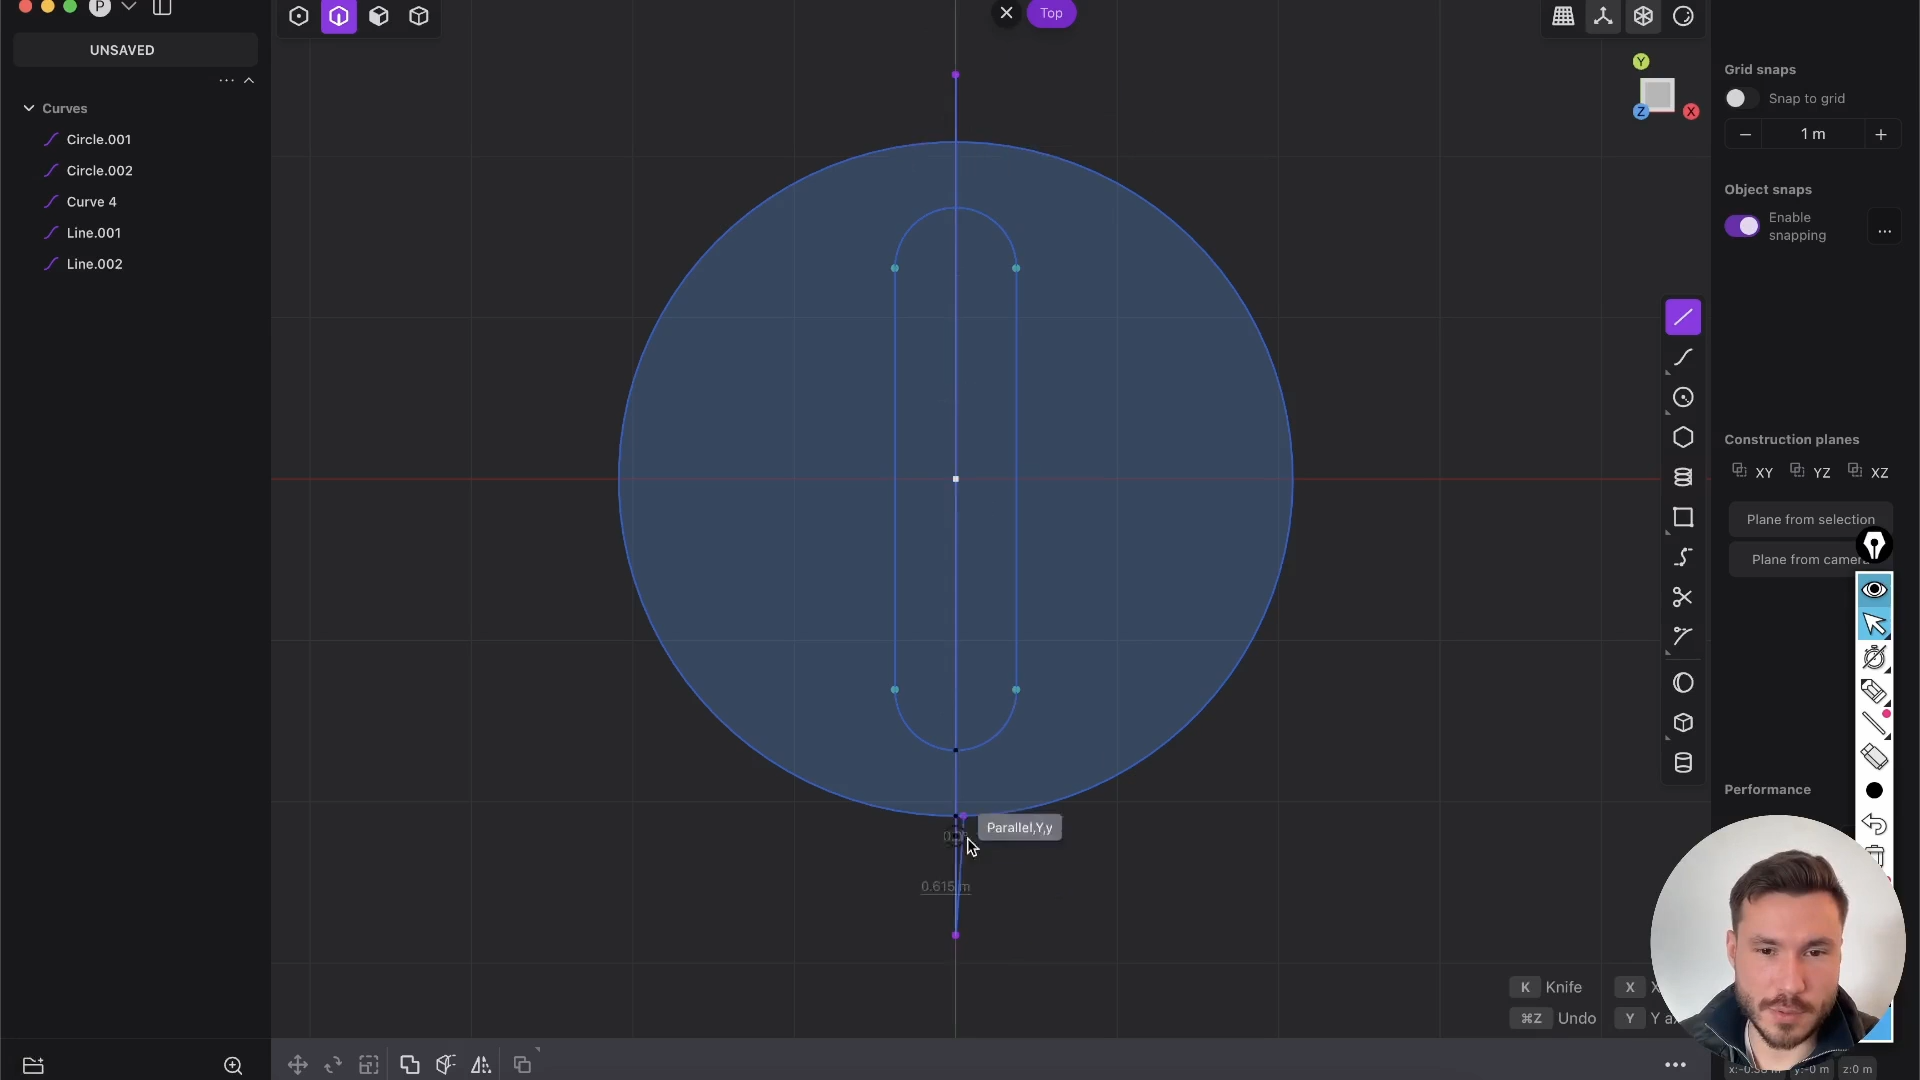 P
UNSAVED
Curves
Circle.001
Circle.002
Curve 4
Line.001
Line.002
Top
Y
Z
X
Grid snaps
Snap to grid
1 m
Object snaps
Enable
snapping
Construction planes
XY
YZ
XZ
Plane from selection
Plane from camera
Performance
Parallel,Y,y
0.615 m
K Knife
X
⌘Z Undo
Y
y:-0 m
z:0 m